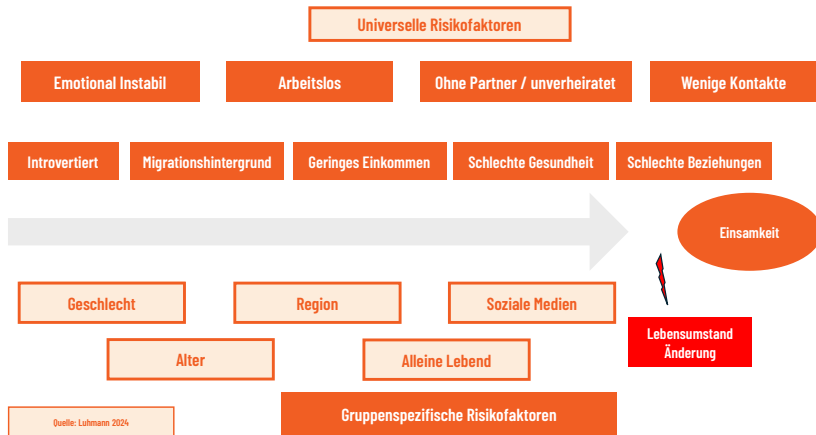 Universelle Risikofaktoren
Emotional Instabil
Arbeitslos
Ohne Partner / unverheiratet
Wenige Kontakte
Introvertiert
Migrationshintergrund
Geringes Einkommen
Schlechte Gesundheit
Schlechte Beziehungen
Einsamkeit
Geschlecht
Region
Soziale Medien
Lebensumstand
Änderung
Alter
Alleine Lebend
Gruppenspezifische Risikofaktoren
Quelle: Luhmann 2024